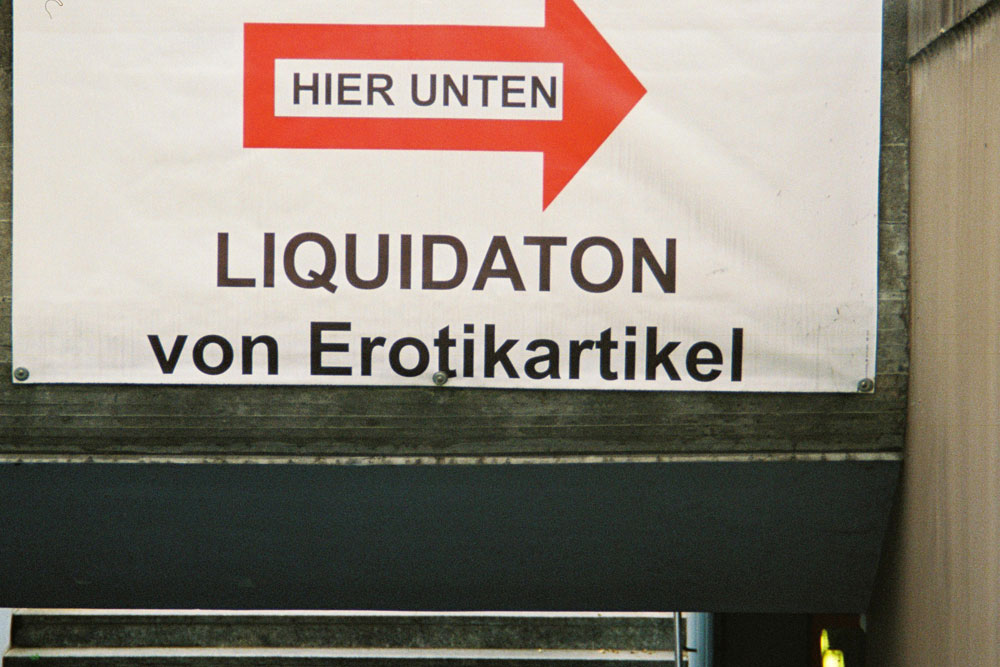 HIER UNTEN
LIQUIDATON
von Erotikartikel